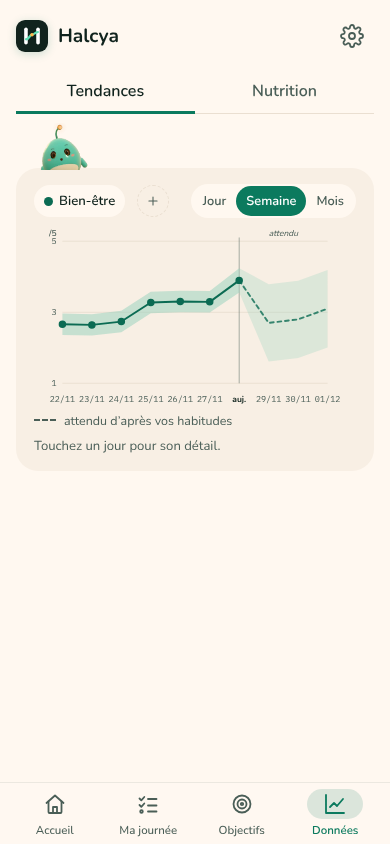 Halcya
Tendances Nutrition
Bien-être + Jour Semaine Mois
/5 attendu
5
3
1
22/11 23/11 24/11 25/11 26/11 27/11 auj. 29/11 30/11 01/12
attendu d'après vos habitudes
Touchez un jour pour son détail.
Accueil Ma journée Objectifs Données